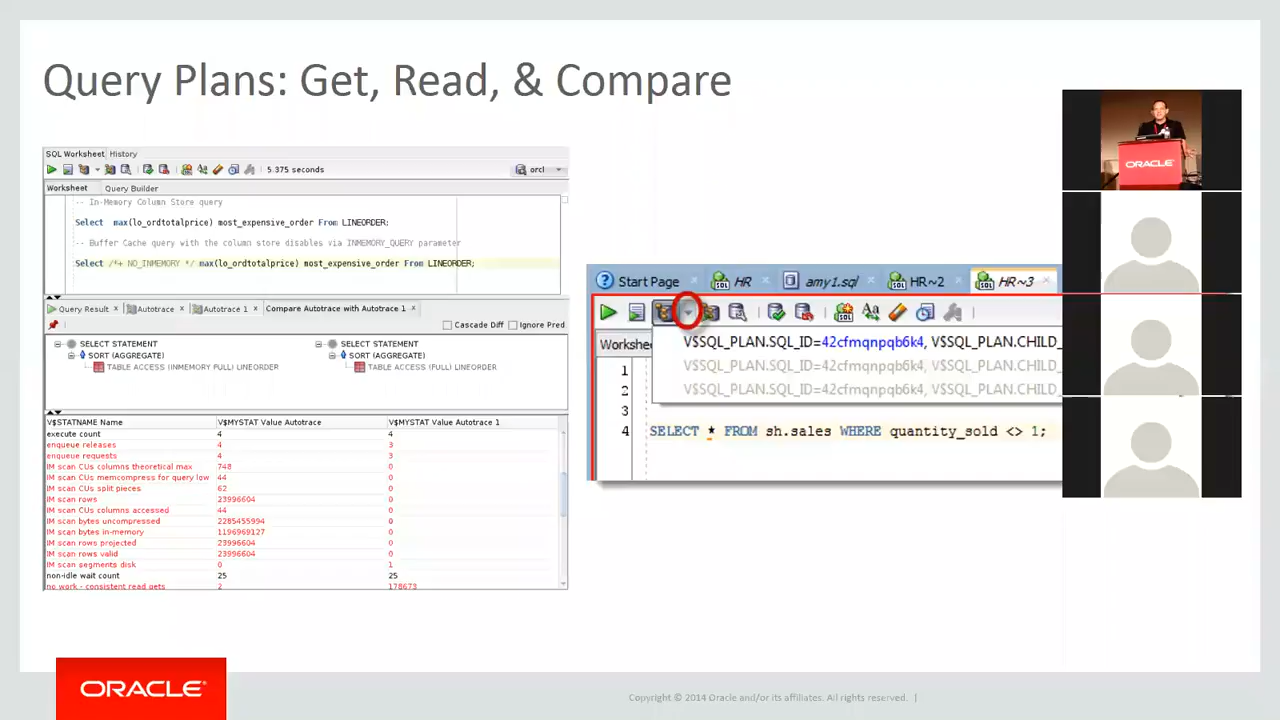 Query Plans: Get, Read, & Compare
SQL Worksheet History
5.375 seconds
orcl
Worksheet Query Builder
-- In-Memory Column Store query
Select max(lo_ordtotalprice) most_expensive_order From LINEORDER;
-- Buffer Cache query with the column store disables via INMEMORY_QUERY parameter
Select /*+ NO_INMEMORY */ max(lo_ordtotalprice) most_expensive_order From LINEORDER;
Query Result × Autotrace × Autotrace 1 × Compare Autotrace with Autotrace 1 ×
Cascade Diff Ignore Pred
SELECT STATEMENT SELECT STATEMENT
SORT (AGGREGATE) SORT (AGGREGATE)
TABLE ACCESS (INMEMORY FULL) LINEORDER TABLE ACCESS (FULL) LINEORDER
V$STATNAME Name V$MYSTAT Value Autotrace V$MYSTAT Value Autotrace 1
execute count 4 4
enqueue releases 4 3
enqueue requests 4 3
IM scan CUs columns theoretical max 748 0
IM scan CUs memcompress for query low 44 0
IM scan CUs split pieces 62 0
IM scan rows 23996604 0
IM scan CUs columns accessed 44 0
IM scan bytes uncompressed 2285455994 0
IM scan bytes in-memory 1196969127 0
IM scan rows projected 23996604 0
IM scan rows valid 23996604 0
IM scan segments disk 0 1
non-idle wait count 25 25
no work - consistent read gets 2 178673
Start Page × HR × amy1.sql × HR~2 × HR~3 ×
Workshe
V$SQL_PLAN.SQL_ID=42cfmqnpqb6k4, V$SQL_PLAN.CHILD_
V$SQL_PLAN.SQL_ID=42cfmqnpqb6k4, V$SQL_PLAN.CHILD_
V$SQL_PLAN.SQL_ID=42cfmqnpqb6k4, V$SQL_PLAN.CHILD_
1
2
3
4 SELECT * FROM sh.sales WHERE quantity_sold <> 1;
ORACLE
ORACLE®
Copyright © 2014 Oracle and/or its affiliates. All rights reserved. |